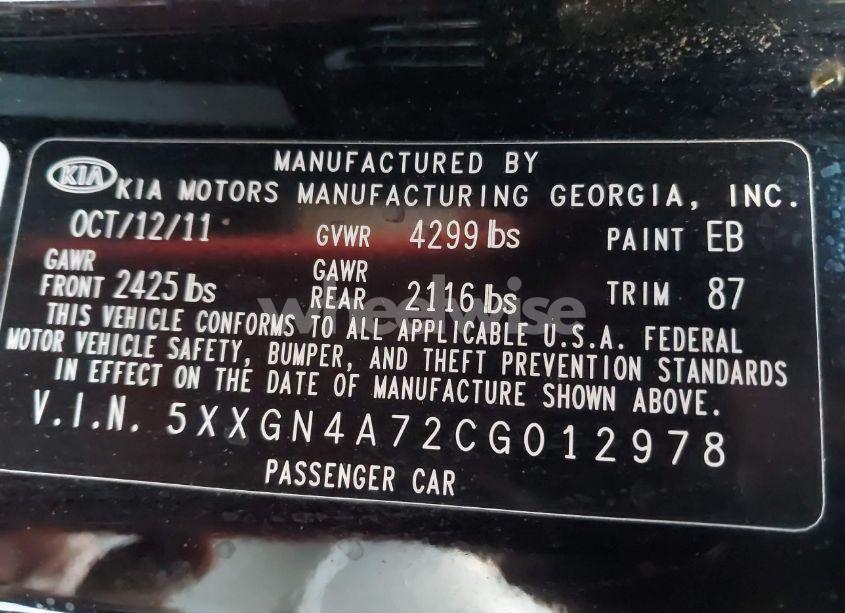 MANUFACTURED BY
KIA KIA MOTORS MANUFACTURING GEORGIA, INC.
OCT/12/11 GVWR 4299 lbs PAINT EB
GAWR FRONT 2425 lbs GAWR REAR 2116 lbs TRIM 87
wheelwise
THIS VEHICLE CONFORMS TO ALL APPLICABLE U.S.A. FEDERAL
MOTOR VEHICLE SAFETY, BUMPER, AND THEFT PREVENTION STANDARDS
IN EFFECT ON THE DATE OF MANUFACTURE SHOWN ABOVE.
V.I.N. 5XXGN4A72CG012978
PASSENGER CAR